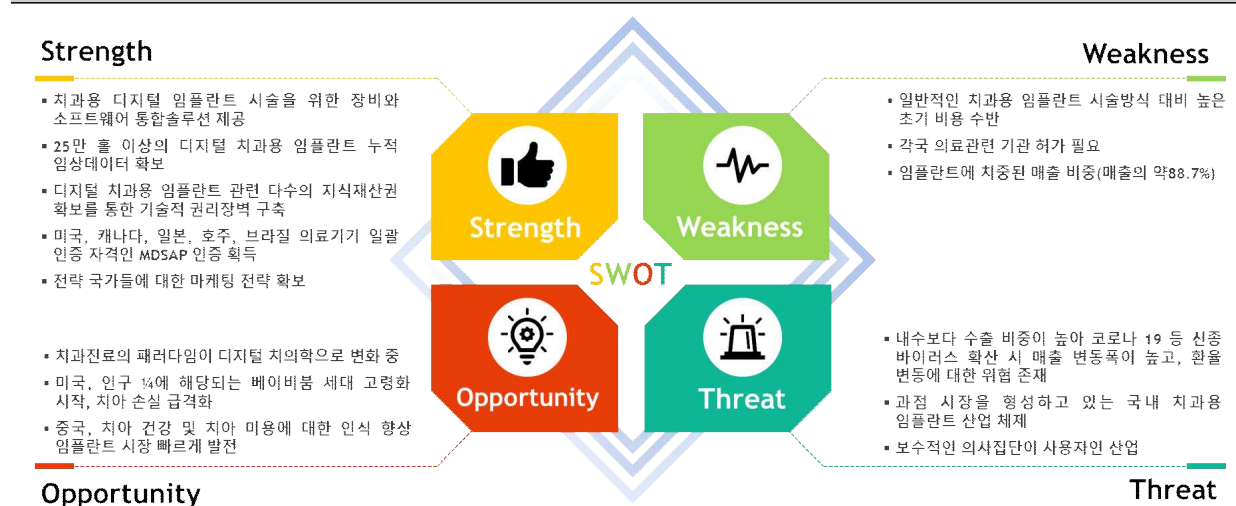 Strength
▪ 치과용 디지털 임플란트 시술을 위한 장비와
소프트웨어 통합솔루션 제공
▪ 25만 홀 이상의 디지털 치과용 임플란트 누적
임상데이터 확보
▪ 디지털 치과용 임플란트 관련 다수의 지식재산권
확보를 통한 기술적 권리장벽 구축
▪ 미국, 캐나다, 일본, 호주, 브라질 의료기기 일괄
인증 자격인 MDSAP 인증 획득
▪ 전략 국가들에 대한 마케팅 전략 확보
Weakness
▪ 일반적인 치과용 임플란트 시술방식 대비 높은
초기 비용 수반
▪ 각국 의료관련 기관 허가 필요
▪ 임플란트에 치중된 매출 비중(매출의 약88.7%)
Strength
Weakness
SWOT
Opportunity
Threat
▪ 치과진료의 패러다임이 디지털 치의학으로 변화 중
▪ 미국, 인구 ¼에 해당되는 베이비붐 세대 고령화
시작, 치아 손실 급격화
▪ 중국, 치아 건강 및 치아 미용에 대한 인식 향상
임플란트 시장 빠르게 발전
Opportunity
▪ 내수보다 수출 비중이 높아 코로나 19 등 신종
바이러스 확산 시 매출 변동폭이 높고, 환율
변동에 대한 위협 존재
▪ 과점 시장을 형성하고 있는 국내 치과용
임플란트 산업 체제
▪ 보수적인 의사집단이 사용자인 산업
Threat